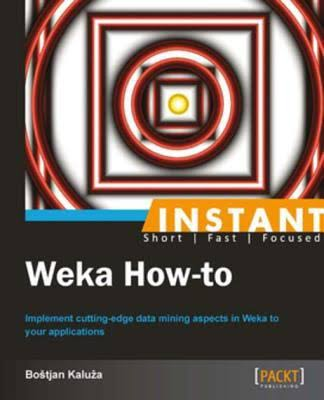 INSTANT
Short | Fast | Focused
Weka How-to
Implement cutting-edge data mining aspects in Weka to
your applications
Boštjan Kaluža
[PACKT]
PUBLISHING